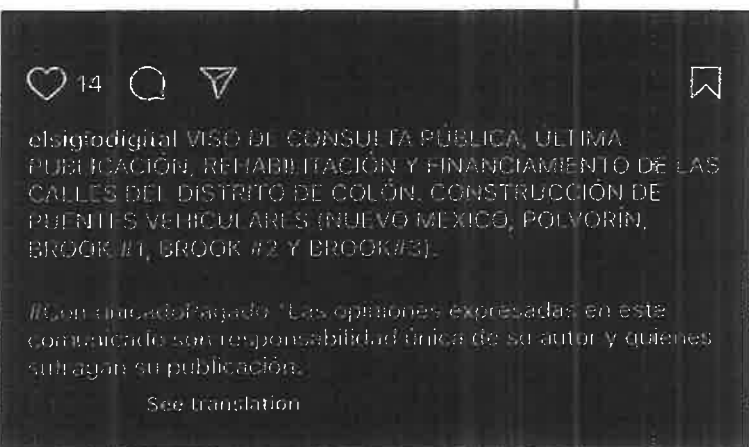 14
elsiglodigital VISO DE CONSULTA PÚBLICA, ÚLTIMA
PUBLICACIÓN, REHABILITACIÓN Y FINANCIAMIENTO DE LAS
CALLES DEL DISTRITO DE COLÓN, CONSTRUCCIÓN DE
PUENTES VEHICULARES (NUEVO MEXICO, POLVORÍN,
BROOK #1, BROOK #2 Y BROOK#3).
#ComunicadoPagado "Las opiniones expresadas en este
comunicado son responsabilidad única de su autor y quienes
sufragan su publicación.
See translation